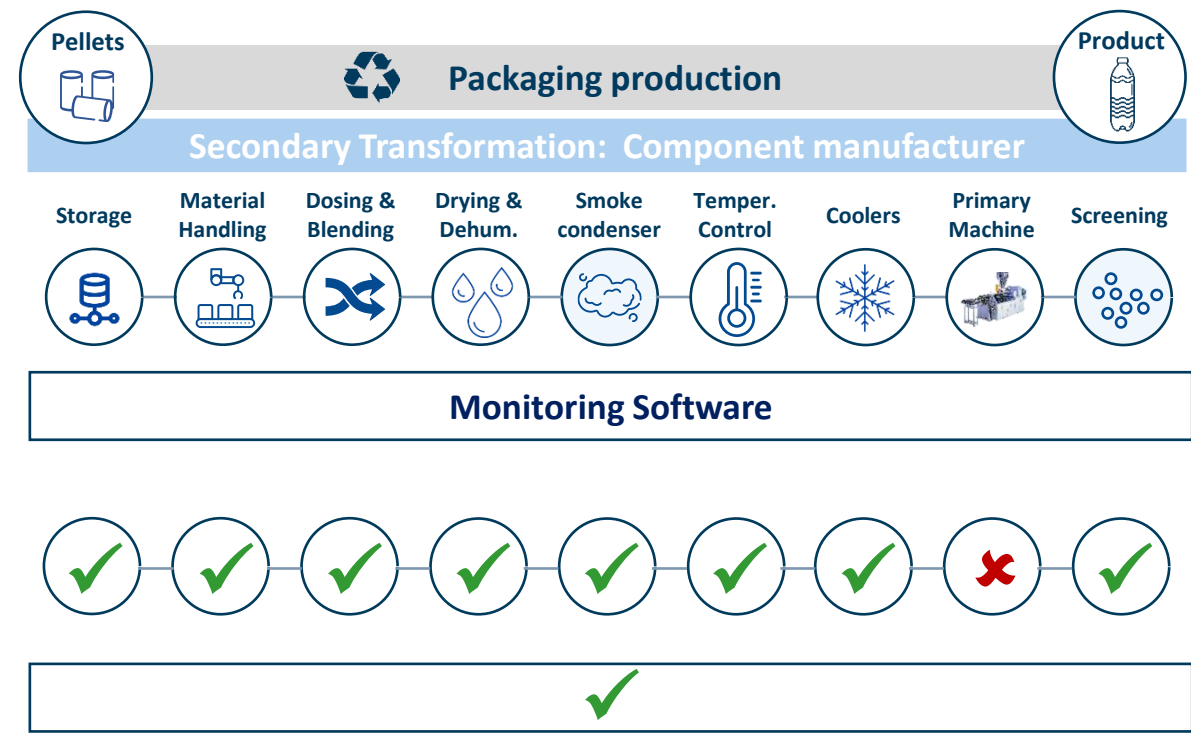 Pellets
Product
Packaging production
Secondary Transformation: Component manufacturer
Storage
Material
Handling
Dosing &
Blending
Drying &
Dehum.
Smoke
condenser
Temper.
Control
Coolers
Primary
Machine
Screening
Monitoring Software